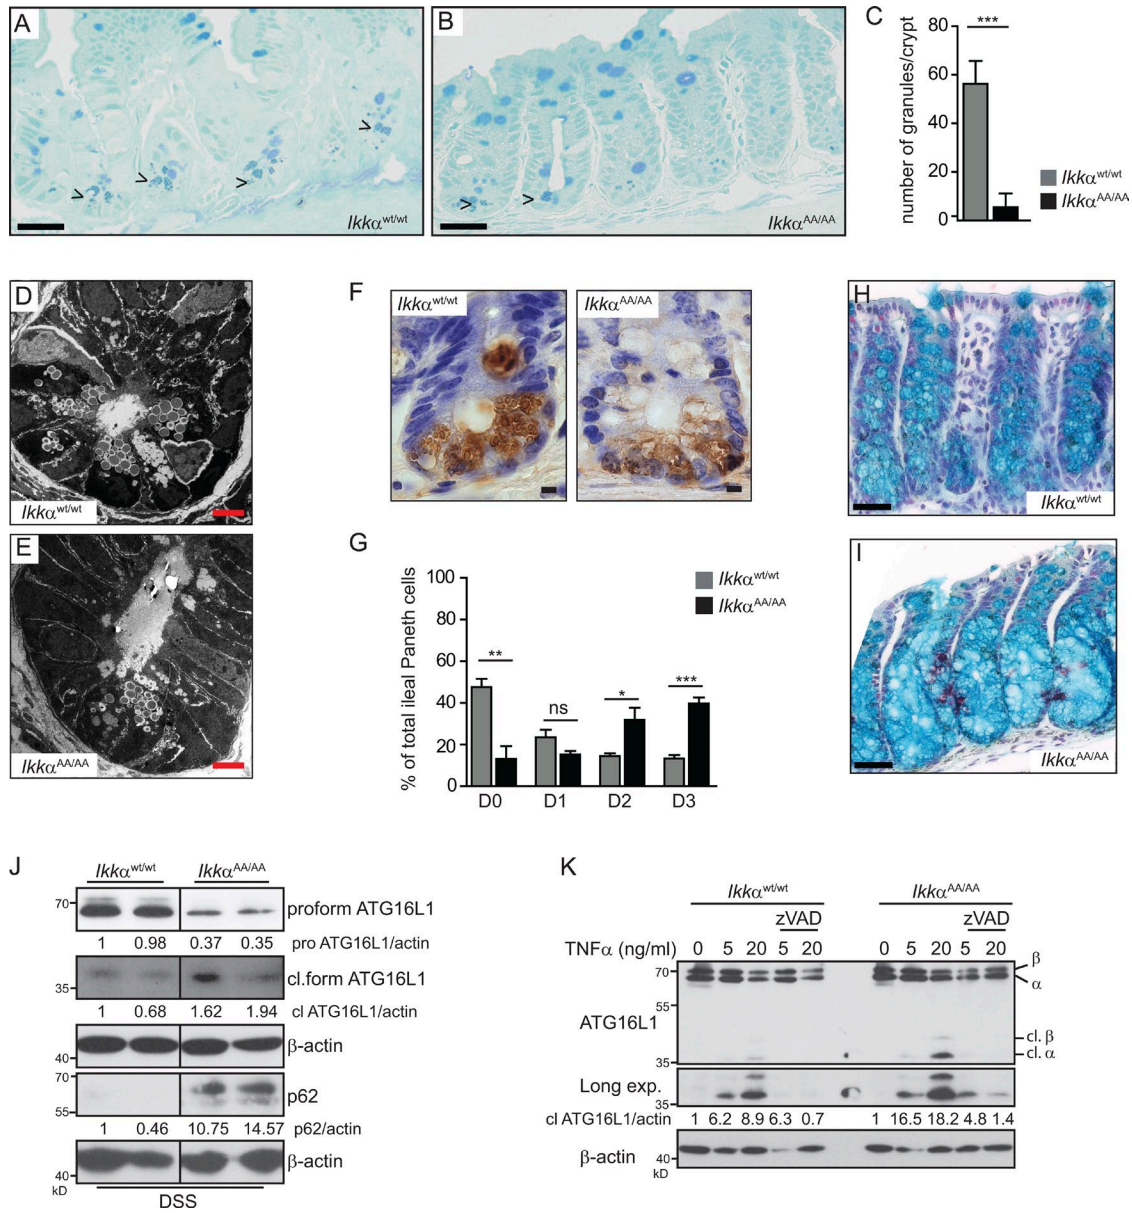 A
>
>
>
>
Ikkα wt/wt
B
>
>
Ikkα AA/AA
C
***
number of granules/crypt
80
60
40
20
0
Ikkα wt/wt
Ikkα AA/AA
D
Ikkα wt/wt
E
Ikkα AA/AA
F
Ikkα wt/wt
Ikkα AA/AA
G
% of total ileal Paneth cells
100
80
60
40
20
0
** ns * ***
D0 D1 D2 D3
Ikkα wt/wt
Ikkα AA/AA
H
Ikkα wt/wt
I
Ikkα AA/AA
J
Ikkα wt/wt Ikkα AA/AA
70 proform ATG16L1
1 0.98 0.37 0.35 pro ATG16L1/actin
35 cl.form ATG16L1
1 0.68 1.62 1.94 cl ATG16L1/actin
40 β-actin
70
55 p62
1 0.46 10.75 14.57 p62/actin
40 β-actin
kD
DSS
K
Ikkα wt/wt Ikkα AA/AA
zVAD zVAD
TNFα (ng/ml) 0 5 20 5 20 0 5 20 5 20
70 β
α
55
ATG16L1
cl. β
cl. α
35
Long exp.
35
cl ATG16L1/actin 1 6.2 8.9 6.3 0.7 1 16.5 18.2 4.8 1.4
β-actin 40
kD